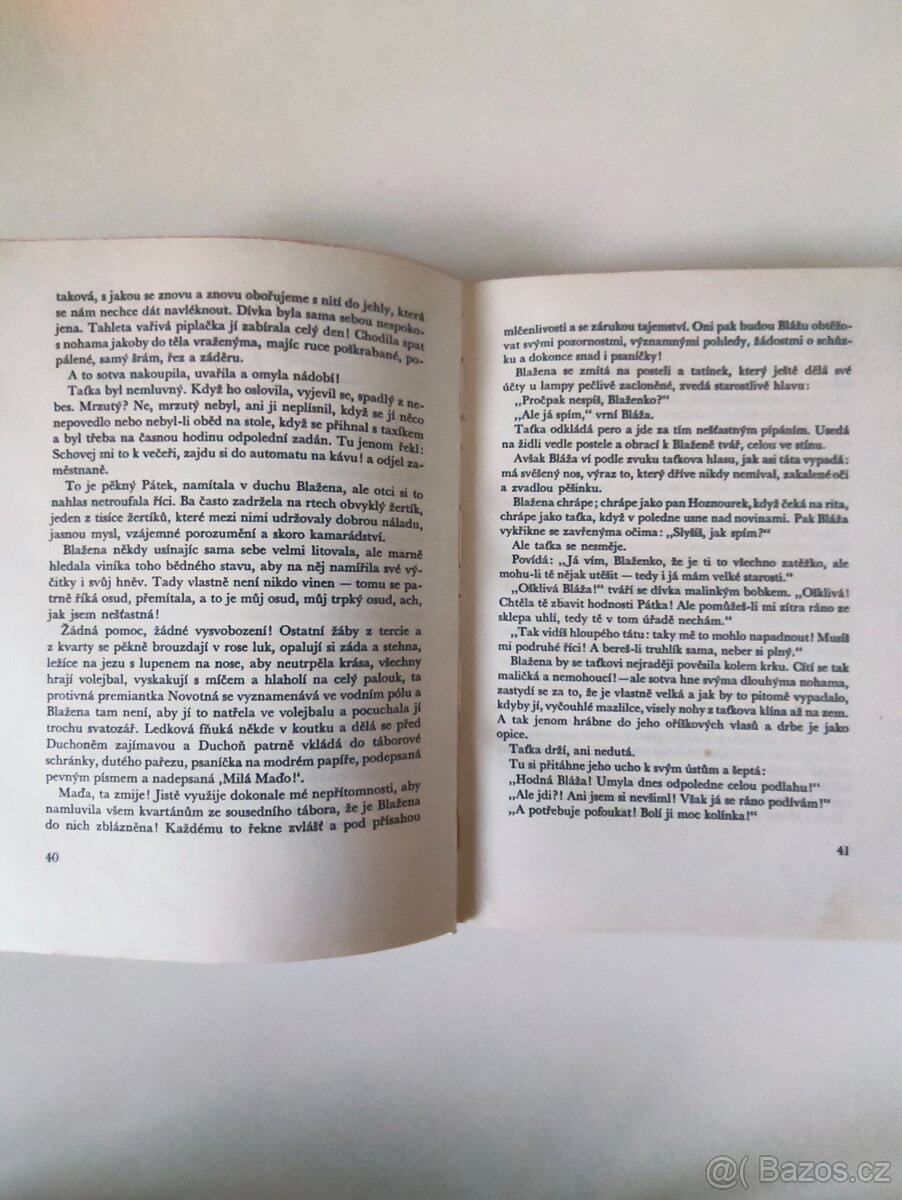 taková, s jakou se znovu a znovu obořujeme s nití do jehly, která
se nám nechce dát navléknout. Dívka byla sama sebou nespoko-
jena. Tahleta vařivá piplačka jí zabírala celý den! Chodila spat
s nohama jakoby do těla vraženýma, majíc ruce poškrabané, po-
pálené, samý šrám, řez a záděru.
A to sotva nakoupila, uvařila a omyla nádobí!
Taťka byl nemluvný. Když ho oslovila, vyjevil se, spadlý z ne-
bes. Mrzutý? Ne, mrzutý nebyl, ani ji neplísnil, když se jí něco
nepovedlo nebo nebyl-li oběd na stole, když se přihnal s taxíkem
a byl třeba na časnou hodinu odpolední zadán. Tu jenom řekl:
Schovej mi to k večeři, zajdu si do automatu na kávu! a odjel za-
městnaně.
To je pěkný Pátek, namítala v duchu Blažena, ale otci si to
nahlas netroufala říci. Ba často zadržela na rtech obvyklý žertík,
jeden z tisíce žertíků, které mezi nimi udržovaly dobrou náladu,
jasnou mysl, vzájemné porozumění a skoro kamarádství.
Blažena někdy usínajíc sama sebe velmi litovala, ale marně
hledala viníka toho bědného stavu, aby na něj namířila své vý-
čitky i svůj hněv. Tady vlastně není nikdo vinen — tomu se pa-
trně říká osud, přemítala, a to je můj osud, můj trpký osud, ach,
jak jsem nešťastná!
Žádná pomoc, žádné vysvobození! Ostatní žáby z tercie a
z kvarty se pěkně brouzdají v rose luk, opalují si záda a stehna,
ležíce na jezu s lupenem na nose, aby neutrpěla krása, všechny
hrají volejbal, vyskakují s míčem a hlaholí na celý palouk, ta
protivná premiantka Novotná se vyznamenává ve vodním pólu a
Blažena tam není, aby jí to natřela ve volejbalu a pocuchala jí
trochu svatozář. Ledková fňuká někde v koutku a dělá se před
Duchoněm zajímavou a Duchoň patrně vkládá do táborové
schránky, dutého pařezu, psaníčka na modrém papíře, podepsaná
pevným písmem a nadepsaná ‚Milá Maďo!‘.
Maďa, ta zmije! Jistě využije dokonale mé nepřítomnosti, aby
namluvila všem kvartánům ze sousedního tábora, že je Blažena
do nich zblázněna! Každému to řekne zvlášť a pod přísahou
40
mlčenlivosti a se zárukou tajemství. Oni pak budou Blážu obtěžo-
vat svými pozornostmi, významnými pohledy, žádostmi o schůz-
ku a dokonce snad i psaníčky!
Blažena se zmítá na posteli a tatínek, který ještě dělá své
účty u lampy pečlivě zacloněné, zvedá starostlivě hlavu:
„Pročpak nespíš, Blaženko?“
„Ale já spím,“ vrní Bláža.
Taťka odkládá pero a jde za tím nešťastným pípáním. Usedá
na židli vedle postele a obrací k Blaženě tvář, celou ve stínu.
Avšak Bláža ví podle zvuku taťkova hlasu, jak asi táta vypadá:
má svěšený nos, výraz to, který dříve nikdy nemíval, zakalené oči
a zvadlou pěšinku.
Blažena chrápe; chrápe jako pan Hoznourek, když čeká na rita,
chrápe jako taťka, když v poledne usne nad novinami. Pak Bláža
vykřikne se zavřenýma očima: „Slyšíš, jak spím?“
Ale taťka se nesměje.
Povídá: „Já vím, Blaženko, že je ti to všechno zatěžko, ale
mohu-li tě nějak utěšit — tedy i já mám velké starosti.“
„Ošklivá Bláža!“ tváří se dívka malinkým bobkem. „Ošklivá!
Chtěla tě zbavit hodnosti Pátka! Ale pomůžeš-li mi zítra ráno ze
sklepa uhlí, tedy tě v tom úřadě nechám.“
„Tak vidíš hloupého tátu: taky mě to mohlo napadnout! Musíš
mi podruhé říci! A bereš-li truhlík sama, neber si plný.“
Blažena by se taťkovi nejraději pověsila kolem krku. Cítí se tak
maličká a nemohoucí! — ale sotva hne svýma dlouhýma nohama,
zastydí se za to, že je vlastně velká a jak by to pitomě vypadalo,
kdyby jí, vyčouhlé mazlilce, visely nohy z taťkova klína až na zem.
A tak jenom hrábne do jeho oříškových vlasů a drbe je jako
opice.
Taťka drží, ani nedutá.
Tu si přitáhne jeho ucho k svým ústům a šeptá:
„Hodná Bláža! Umyla dnes odpoledne celou podlahu!“
„Ale jdi?! Ani jsem si nevšiml! Však já se ráno podívám!“
„A potřebuje pofoukat! Bolí ji moc kolínka!“
41
@( Bazos.cz